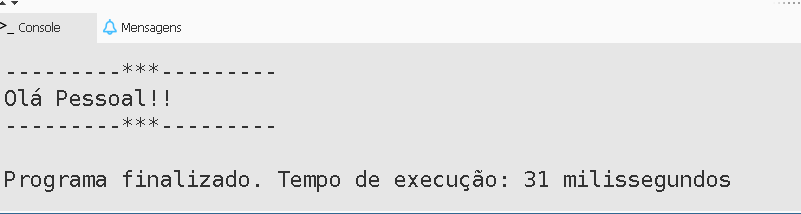 >_ Console
Mensagens
---------***---------
Olá Pessoal!!
---------***---------
Programa finalizado. Tempo de execução: 31 milissegundos